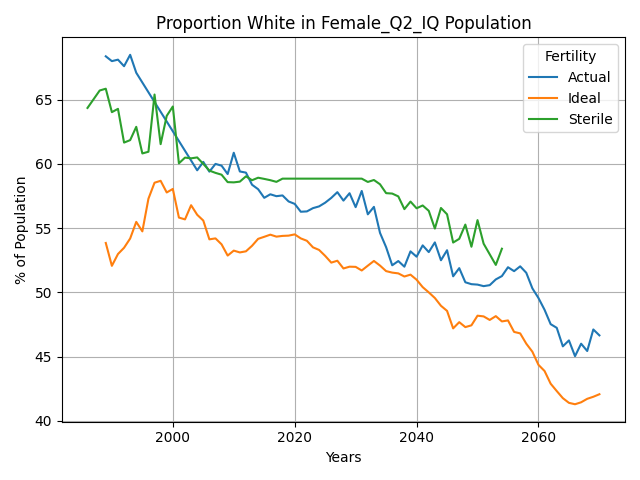 Proportion White in Female_Q2_IQ Population
Fertility
Actual
Ideal
Sterile
% of Population
65
60
55
50
45
40
2000
2020
2040
2060
Years